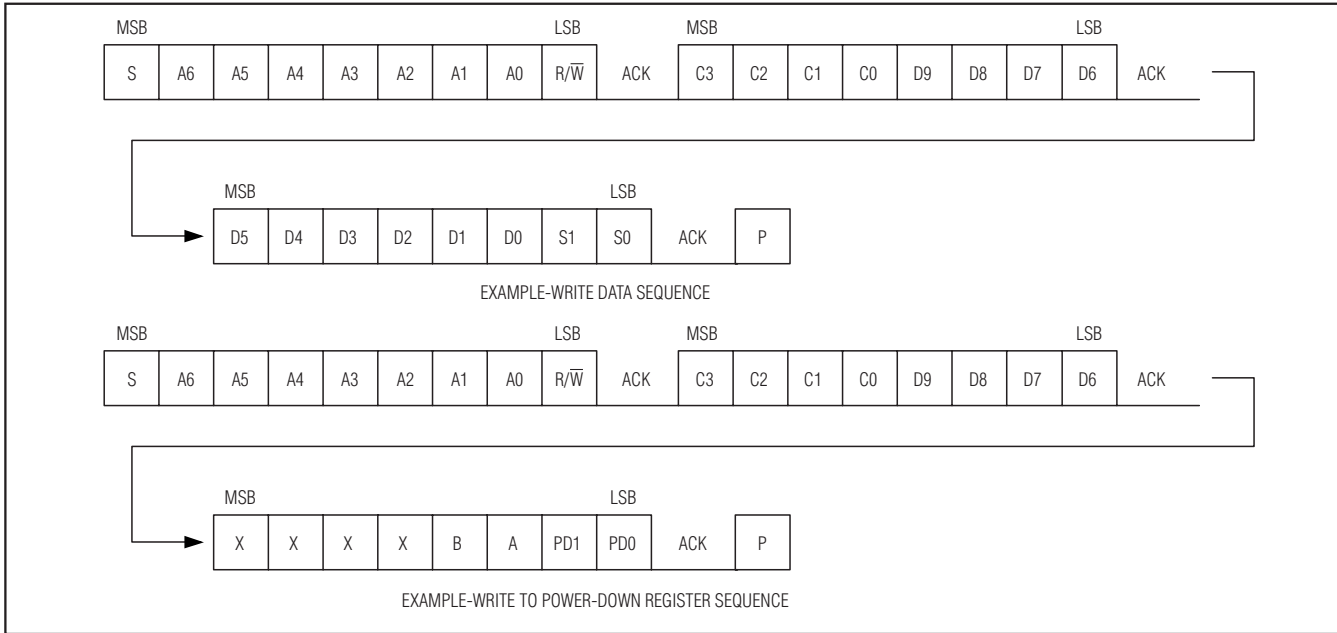 MSB LSB MSB LSB
S A6 A5 A4 A3 A2 A1 A0 R/W̅ ACK C3 C2 C1 C0 D9 D8 D7 D6 ACK
MSB LSB
D5 D4 D3 D2 D1 D0 S1 S0 ACK P
EXAMPLE-WRITE DATA SEQUENCE
MSB LSB MSB LSB
S A6 A5 A4 A3 A2 A1 A0 R/W̅ ACK C3 C2 C1 C0 D9 D8 D7 D6 ACK
MSB LSB
X X X X B A PD1 PD0 ACK P
EXAMPLE-WRITE TO POWER-DOWN REGISTER SEQUENCE